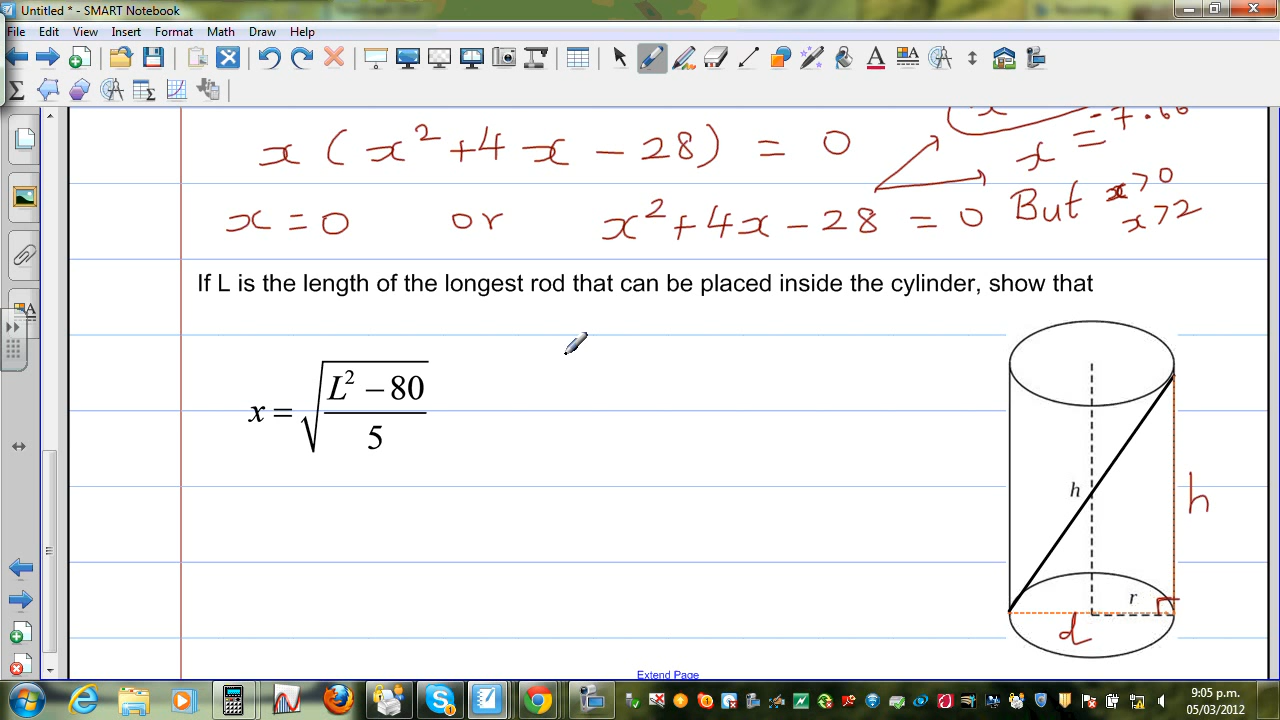 Untitled * - SMART Notebook
File Edit View Insert Format Math Draw Help
x = -7.66
x ( x² + 4x - 28 ) = 0
x = 0 or x² + 4x - 28 = 0 But x > 0
x > 2
If L is the length of the longest rod that can be placed inside the cylinder, show that
x = √((L² − 80)/5)
h
h
r
d
Extend Page
9:05 p.m.
05/03/2012